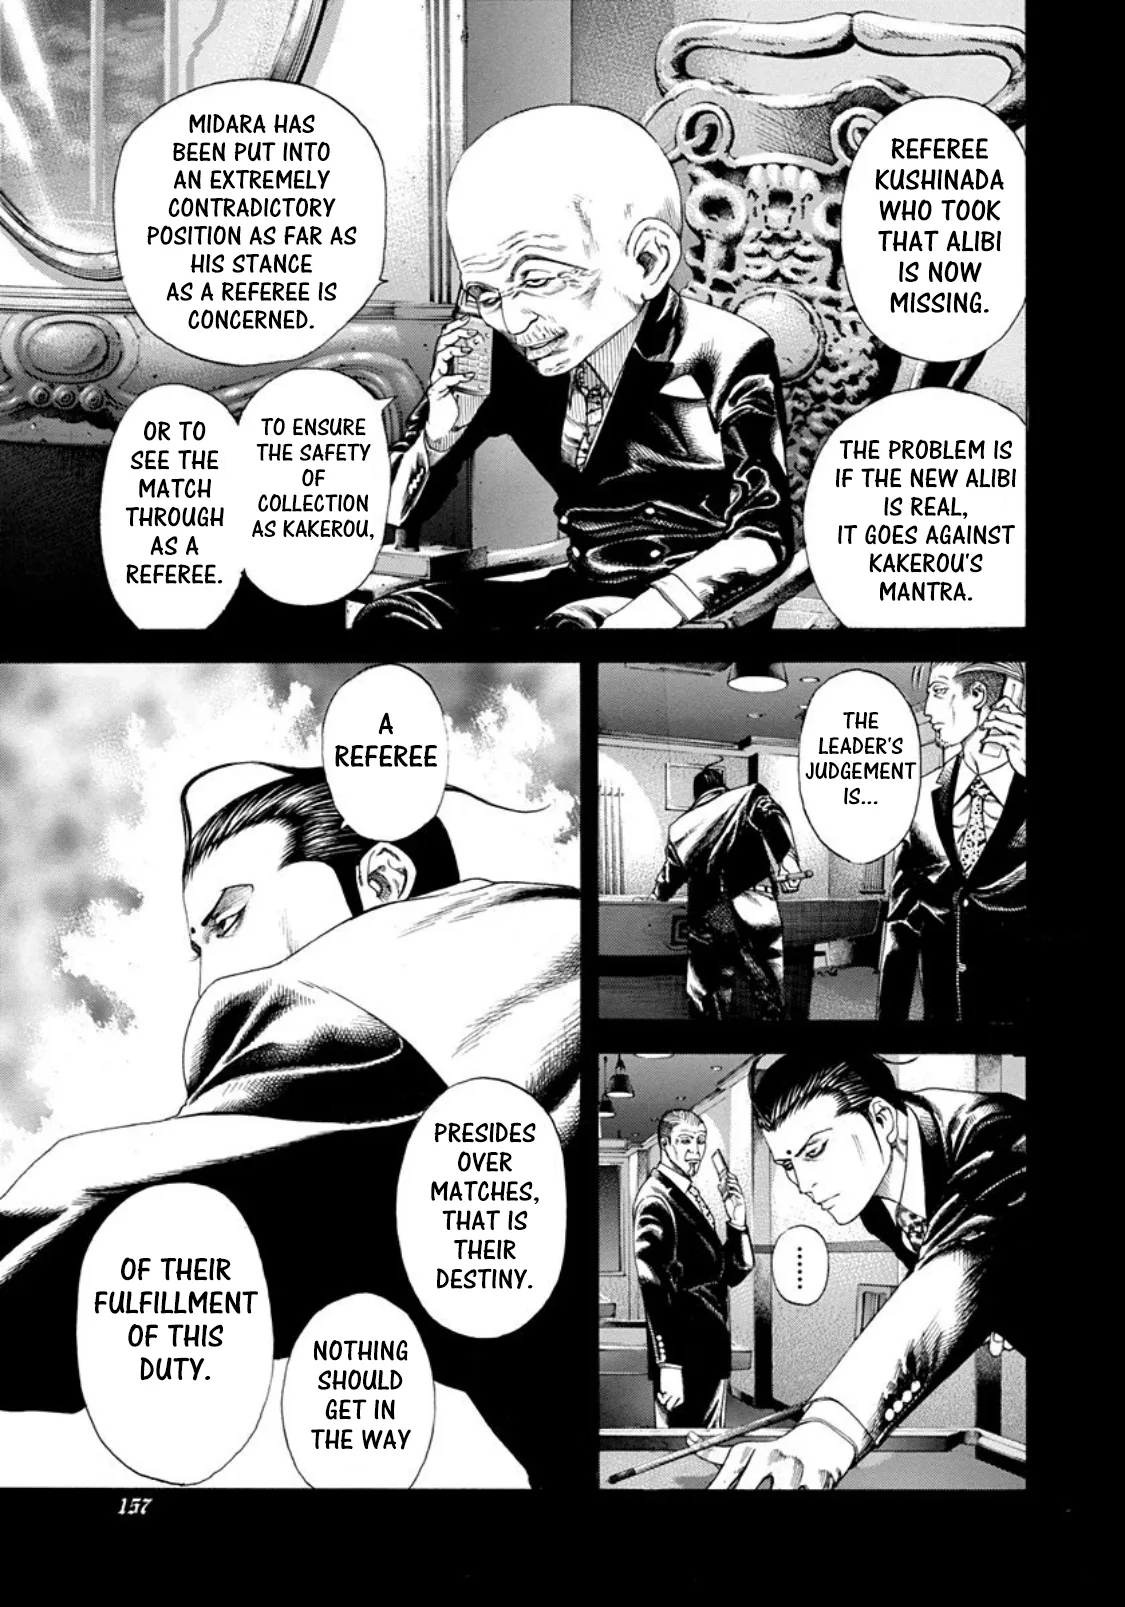 REFEREE
KUSHINADA
WHO TOOK
THAT ALIBI
IS NOW
MISSING.
THE PROBLEM IS
IF THE NEW ALIBI
IS REAL,
IT GOES AGAINST
KAKEROU'S
MANTRA.
MIDARA HAS
BEEN PUT INTO
AN EXTREMELY
CONTRADICTORY
POSITION AS FAR AS
HIS STANCE
AS A REFEREE IS
CONCERNED.
TO ENSURE
THE SAFETY
OF
COLLECTION
AS KAKEROU,
OR TO
SEE THE
MATCH
THROUGH
AS A
REFEREE.
THE
LEADER'S
JUDGEMENT
IS...
......
A
REFEREE
PRESIDES
OVER
MATCHES,
THAT IS
THEIR
DESTINY.
NOTHING
SHOULD
GET IN
THE WAY
OF THEIR
FULFILLMENT
OF THIS
DUTY.
157